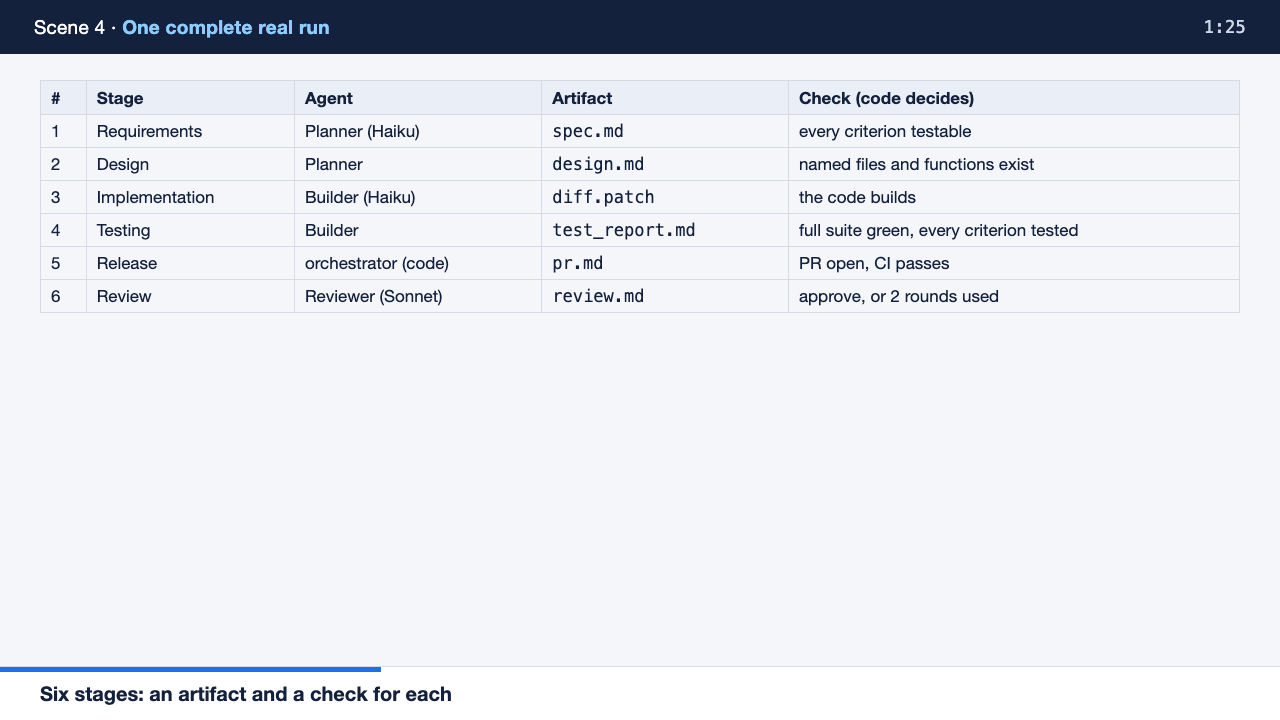 Scene 4 · One complete real run 1:25
# Stage Agent Artifact Check (code decides)
1 Requirements Planner (Haiku) spec.md every criterion testable
2 Design Planner design.md named files and functions exist
3 Implementation Builder (Haiku) diff.patch the code builds
4 Testing Builder test_report.md full suite green, every criterion tested
5 Release orchestrator (code) pr.md PR open, CI passes
6 Review Reviewer (Sonnet) review.md approve, or 2 rounds used
Six stages: an artifact and a check for each